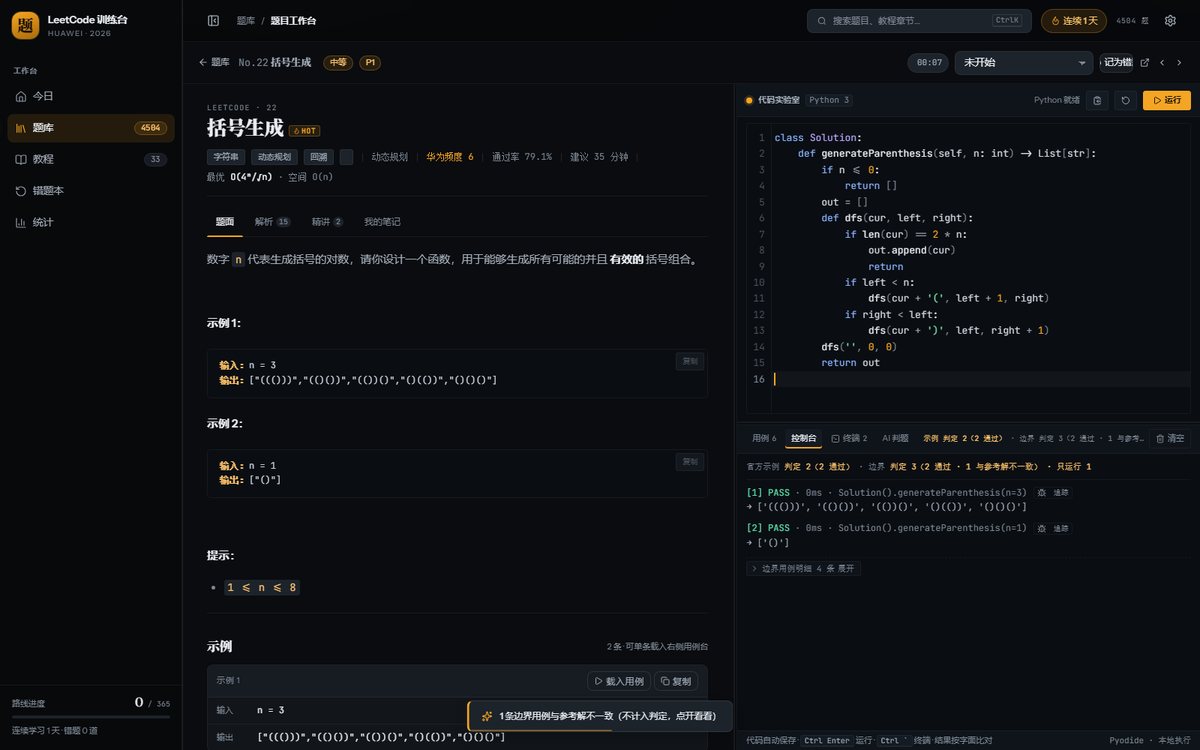 题
LeetCode 训练台
HUAWEI · 2026
工作台
今日
题库 4504
教程 33
错题本
统计
路线进度 0 / 365
连续学习 1 天 · 错题 0 道
题库 / 题目工作台
搜索题目、教程章节… CtrlK
连续1天
4504 题
← 题库 No.22 括号生成 中等 P1
00:07 未开始 记为错
LEETCODE · 22
括号生成 HOT
字符串 动态规划 回溯 动态规划 华为频度 6 通过率 79.1% 建议 35 分钟
最优 O(4ⁿ/√n) · 空间 O(n)
题面 解析 15 精讲 2 我的笔记
数字 n 代表生成括号的对数，请你设计一个函数，用于能够生成所有可能的并且 有效的 括号组合。
示例 1：
复制
输入：n = 3
输出：["((()))","(()())","(())()","()(())","()()()"]
示例 2：
复制
输入：n = 1
输出：["()"]
提示：
1 <= n <= 8
示例 2 条·可单条载入右侧用例台
示例 1 载入用例 复制
输入 n = 3
输出 ["((()))","(()())","(())()","()(())","()()()"]
1条边界用例与参考解不一致（不计入判定，点开看看）
代码实验室 Python 3 Python 就绪 运行
1 class Solution:
2 def generateParenthesis(self, n: int) -> List[str]:
3 if n <= 0:
4 return []
5 out = []
6 def dfs(cur, left, right):
7 if len(cur) == 2 * n:
8 out.append(cur)
9 return
10 if left < n:
11 dfs(cur + '(', left + 1, right)
12 if right < left:
13 dfs(cur + ')', left, right + 1)
14 dfs('', 0, 0)
15 return out
16
用例 6 控制台 终端 2 AI 判题 示例 判定 2（2 通过） · 边界 判定 3（2 通过 · 1 与参考… 清空
官方示例 判定 2（2 通过） · 边界 判定 3（2 通过 · 1 与参考解不一致） · 只运行 1
[1] PASS · 0ms · Solution().generateParenthesis(n=3) 追踪
→ ['((()))', '(()())', '(())()', '()(())', '()()()']
[2] PASS · 0ms · Solution().generateParenthesis(n=1) 追踪
→ ['()']
边界用例明细 4 条 展开
代码自动保存· Ctrl Enter 运行· Ctrl ` 终端·结果按字面比对 Pyodide · 本地执行